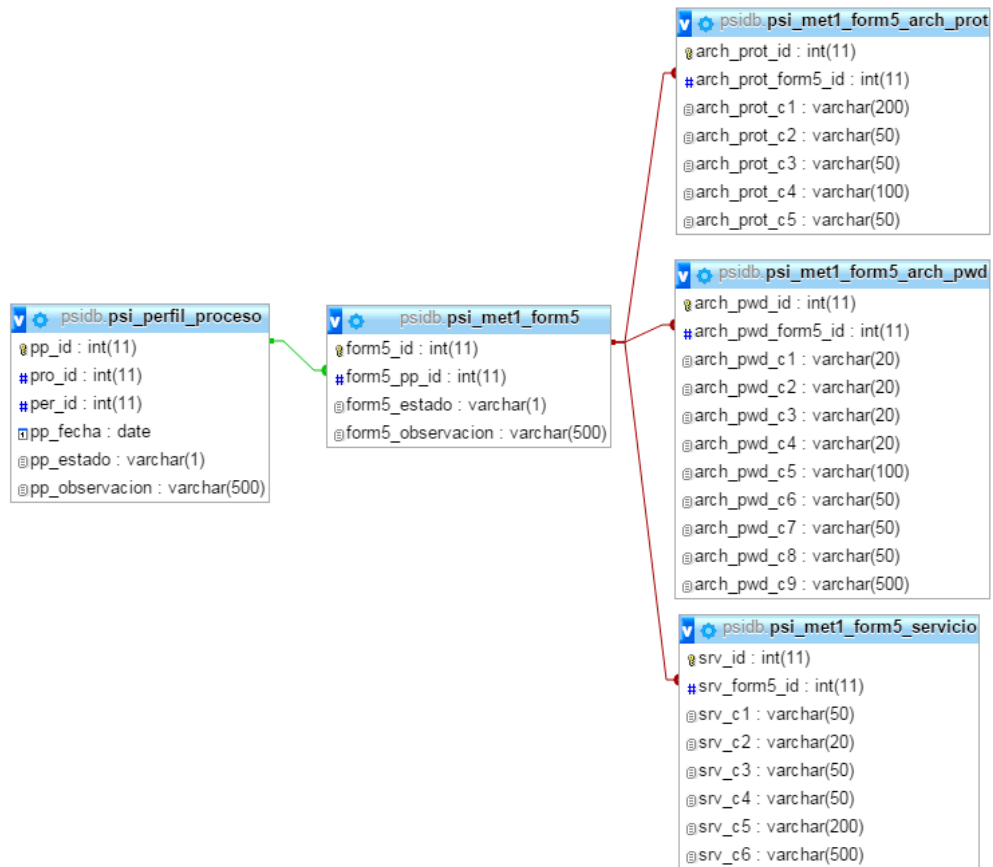 psidb.psi_perfil_proceso
pp_id : int(11)
pro_id : int(11)
per_id : int(11)
pp_fecha : date
pp_estado : varchar(1)
pp_observacion : varchar(500)
psidb.psi_met1_form5
form5_id : int(11)
form5_pp_id : int(11)
form5_estado : varchar(1)
form5_observacion : varchar(500)
psidb.psi_met1_form5_arch_prot
arch_prot_id : int(11)
arch_prot_form5_id : int(11)
arch_prot_c1 : varchar(200)
arch_prot_c2 : varchar(50)
arch_prot_c3 : varchar(50)
arch_prot_c4 : varchar(100)
arch_prot_c5 : varchar(50)
psidb.psi_met1_form5_arch_pwd
arch_pwd_id : int(11)
arch_pwd_form5_id : int(11)
arch_pwd_c1 : varchar(20)
arch_pwd_c2 : varchar(20)
arch_pwd_c3 : varchar(20)
arch_pwd_c4 : varchar(20)
arch_pwd_c5 : varchar(100)
arch_pwd_c6 : varchar(50)
arch_pwd_c7 : varchar(50)
arch_pwd_c8 : varchar(50)
arch_pwd_c9 : varchar(500)
psidb.psi_met1_form5_servicio
srv_id : int(11)
srv_form5_id : int(11)
srv_c1 : varchar(50)
srv_c2 : varchar(20)
srv_c3 : varchar(50)
srv_c4 : varchar(50)
srv_c5 : varchar(200)
srv_c6 : varchar(500)